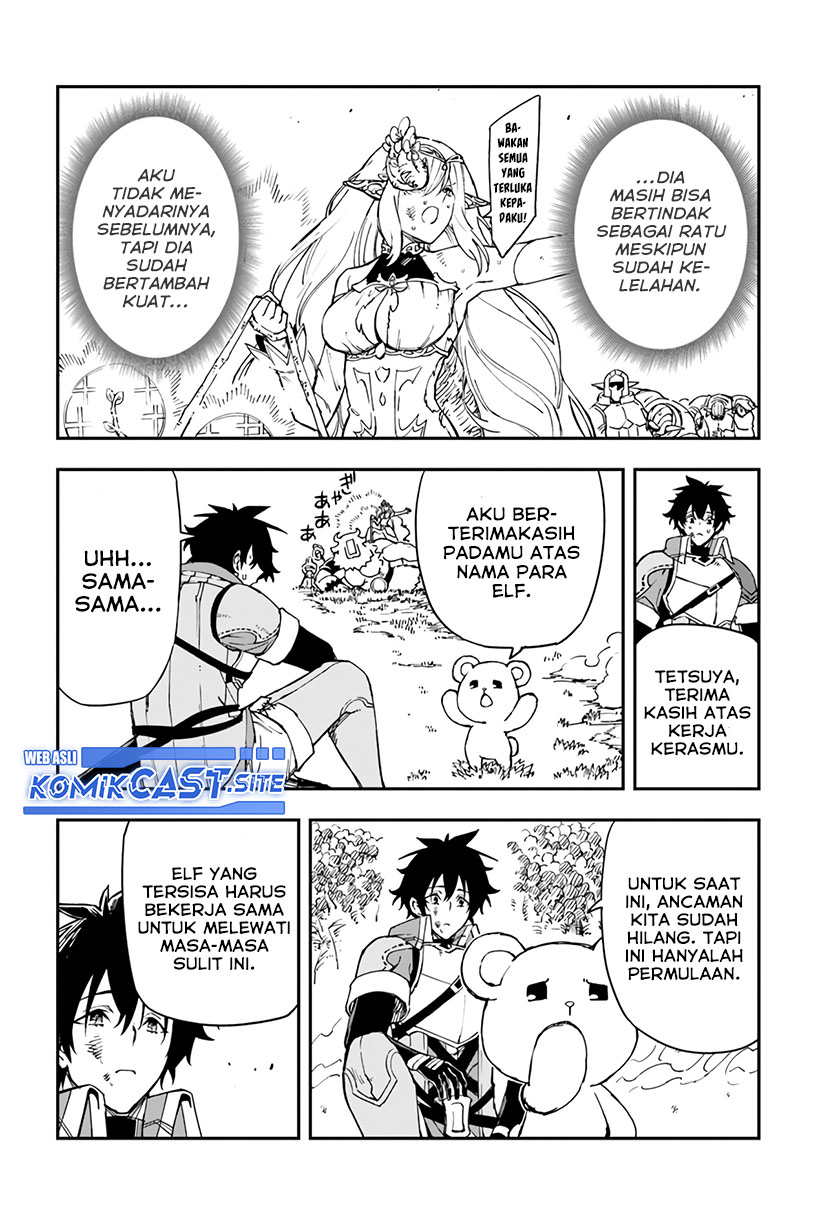 ...DIA
MASIH BISA
BERTINDAK
SEBAGAI RATU
MESKIPUN
SUDAH KE-
LELAHAN.
BA-
WAKAN
SEMUA
YANG
TERLUKA
KEPA-
DAKU!
AKU
TIDAK ME-
NYADARINYA
SEBELUMNYA,
TAPI DIA
SUDAH
BERTAMBAH
KUAT...
TETSUYA,
TERIMA
KASIH ATAS
KERJA
KERASMU.
AKU BER-
TERIMAKASIH
PADAMU ATAS
NAMA PARA
ELF.
UHH...
SAMA-
SAMA...
WEB ASLI
KOMIKCAST.SITE
UNTUK SAAT
INI, ANCAMAN
KITA SUDAH
HILANG. TAPI
INI HANYALAH
PERMULAAN.
ELF YANG
TERSISA HARUS
BEKERJA SAMA
UNTUK MELEWATI
MASA-MASA
SULIT INI.